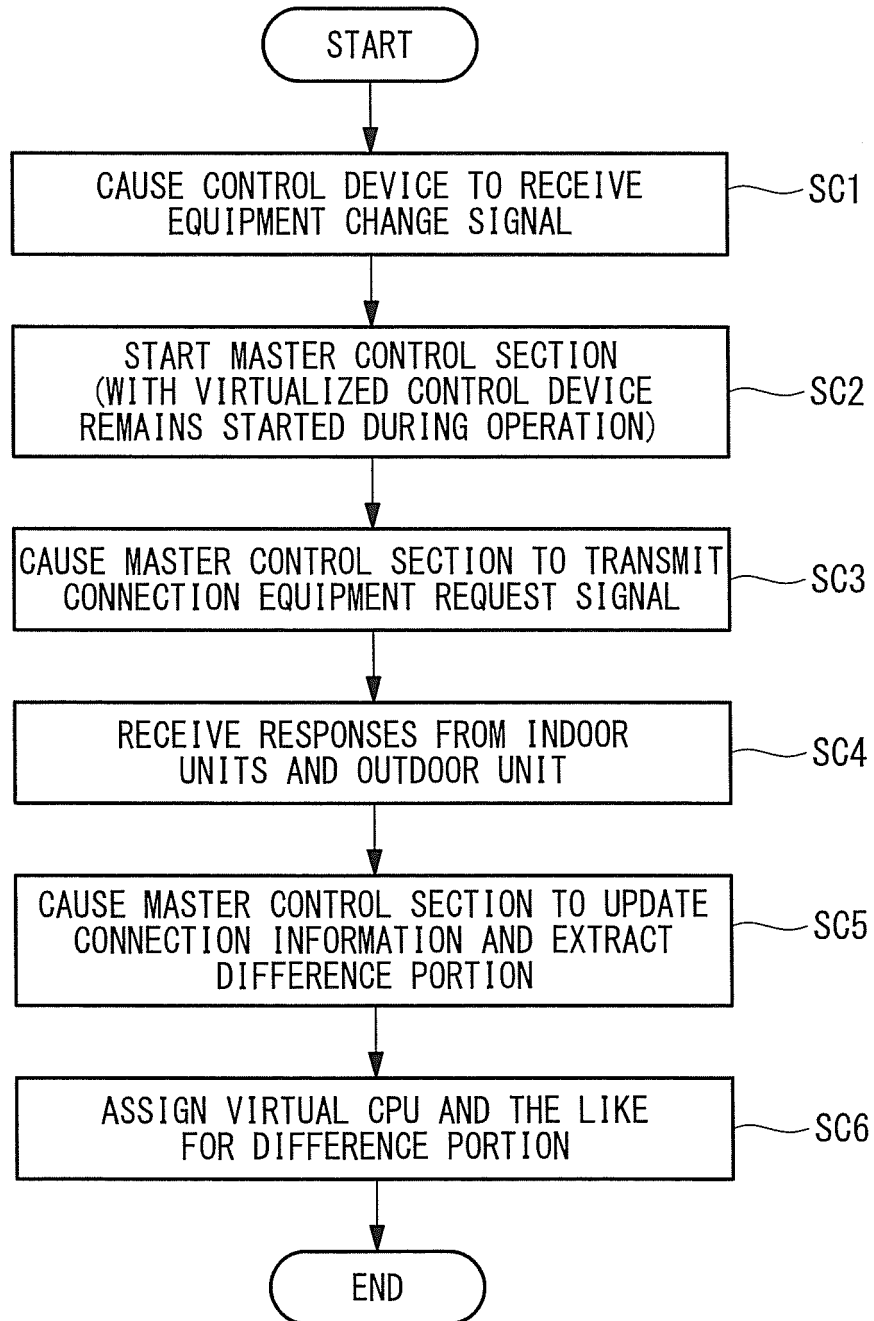 START
CAUSE CONTROL DEVICE TO RECEIVE
EQUIPMENT CHANGE SIGNAL
SC1
START MASTER CONTROL SECTION
(WITH VIRTUALIZED CONTROL DEVICE
REMAINS STARTED DURING OPERATION)
SC2
CAUSE MASTER CONTROL SECTION TO TRANSMIT
CONNECTION EQUIPMENT REQUEST SIGNAL
SC3
RECEIVE RESPONSES FROM INDOOR
UNITS AND OUTDOOR UNIT
SC4
CAUSE MASTER CONTROL SECTION TO UPDATE
CONNECTION INFORMATION AND EXTRACT
DIFFERENCE PORTION
SC5
ASSIGN VIRTUAL CPU AND THE LIKE
FOR DIFFERENCE PORTION
SC6
END